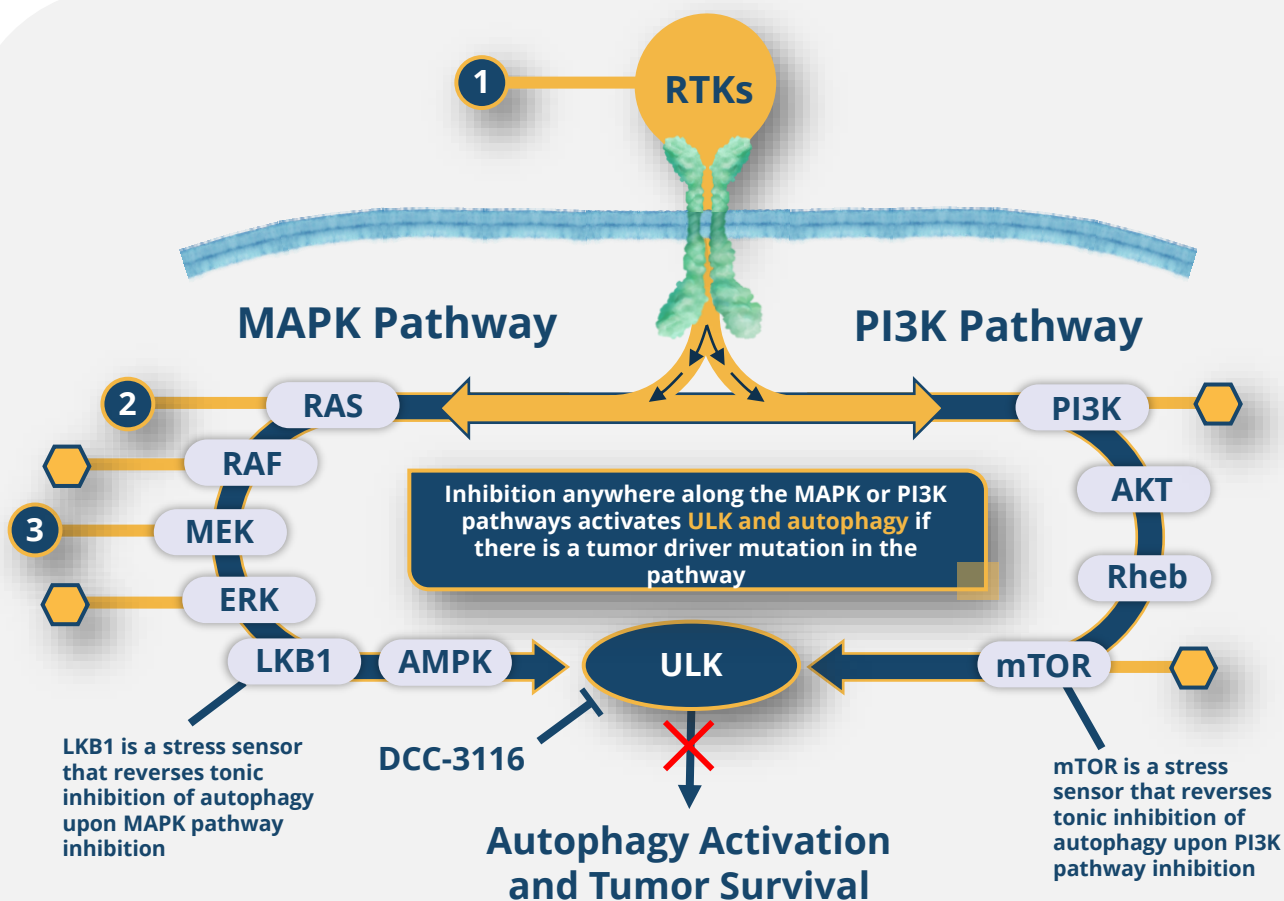 1
RTKs
MAPK Pathway
PI3K Pathway
2
RAS
PI3K
RAF
AKT
3
MEK
ERK
Rheb
Inhibition anywhere along the MAPK or PI3K
pathways activates ULK and autophagy if
there is a tumor driver mutation in the
pathway
LKB1
AMPK
ULK
mTOR
DCC-3116
LKB1 is a stress sensor
that reverses tonic
inhibition of autophagy
upon MAPK pathway
inhibition
mTOR is a stress
sensor that reverses
tonic inhibition of
autophagy upon PI3K
pathway inhibition
Autophagy Activation
and Tumor Survival